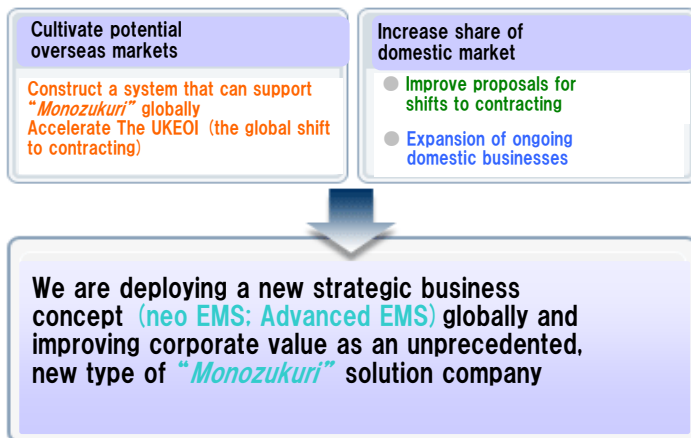 Cultivate potential
overseas markets
Construct a system that can support
“Monozukuri” globally
Accelerate The UKEOI (the global shift
to contracting)
Increase share of
domestic market
Improve proposals for
shifts to contracting
Expansion of ongoing
domestic businesses
We are deploying a new strategic business
concept (neo EMS; Advanced EMS) globally and
improving corporate value as an unprecedented,
new type of “Monozukuri” solution company